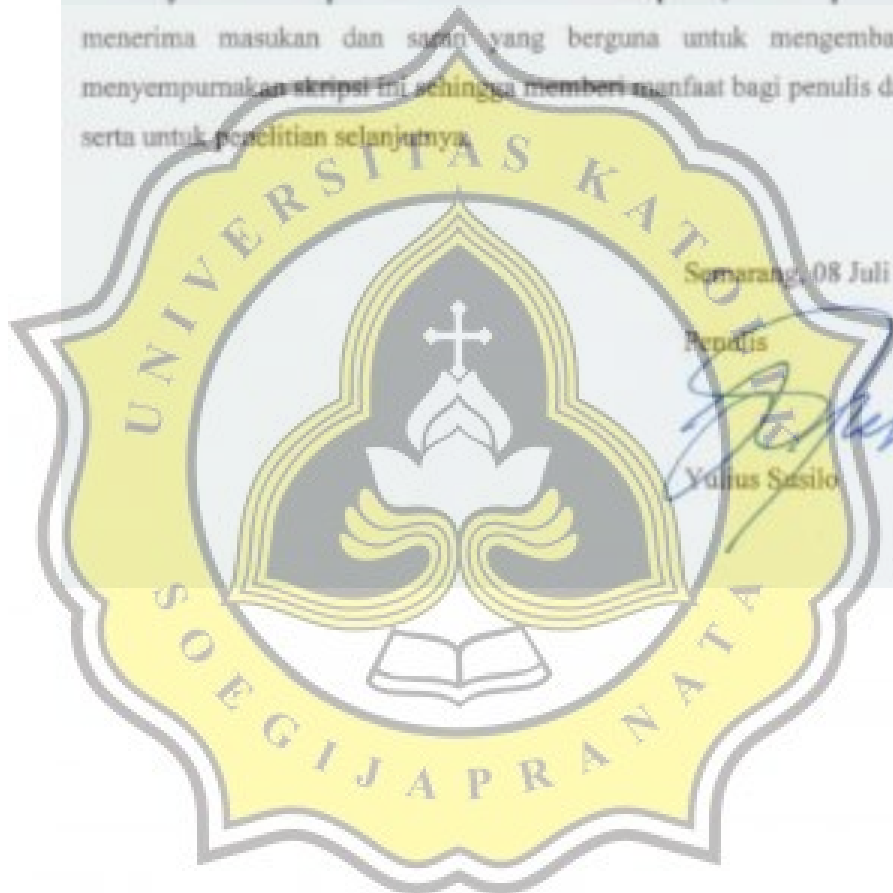 menerima masukan dan saran yang berguna untuk mengemba
menyempurnakan skripsi ini sehingga memberi manfaat bagi penulis d
serta untuk penelitian selanjutnya.
Semarang, 08 Juli
Penulis
Yulius Susilo
UNIVERSITAS KATOLIK
SOEGIJAPRANATA